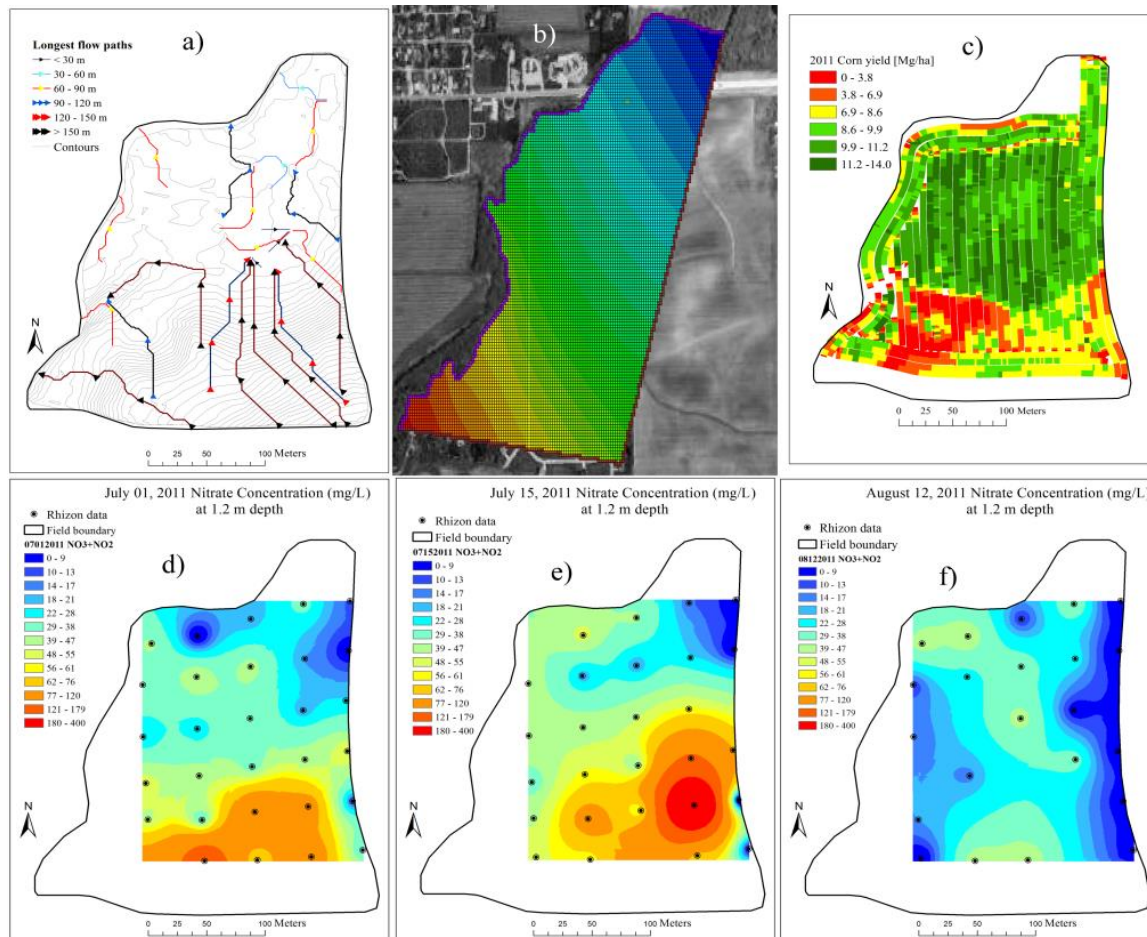 a)
Longest flow paths
< 30 m
30 - 60 m
60 - 90 m
90 - 120 m
120 - 150 m
> 150 m
Contours
N
0 25 50 100 Meters
b)
c)
2011 Corn yield [Mg/ha]
0 - 3.8
3.8 - 6.9
6.9 - 8.6
8.6 - 9.9
9.9 - 11.2
11.2 -14.0
N
0 25 50 100 Meters
July 01, 2011 Nitrate Concentration (mg/L)
at 1.2 m depth
Rhizon data
Field boundary
07012011 NO3+NO2
d)
0 - 9
10 - 13
14 - 17
18 - 21
22 - 28
29 - 38
39 - 47
48 - 55
56 - 61
62 - 76
77 - 120
121 - 179
180 - 400
N
0 25 50 100 Meters
July 15, 2011 Nitrate Concentration (mg/L)
at 1.2 m depth
Rhizon data
Field boundary
07152011 NO3+NO2
e)
0 - 9
10 - 13
14 - 17
18 - 21
22 - 28
29 - 38
39 - 47
48 - 55
56 - 61
62 - 76
77 - 120
121 - 179
180 - 400
N
0 25 50 100 Meters
August 12, 2011 Nitrate Concentration (mg/L)
at 1.2 m depth
Rhizon data
Field boundary
08122011 NO3+NO2
f)
0 - 9
10 - 13
14 - 17
18 - 21
22 - 28
29 - 38
39 - 47
48 - 55
56 - 61
62 - 76
77 - 120
121 - 179
180 - 400
N
0 25 50 100 Meters